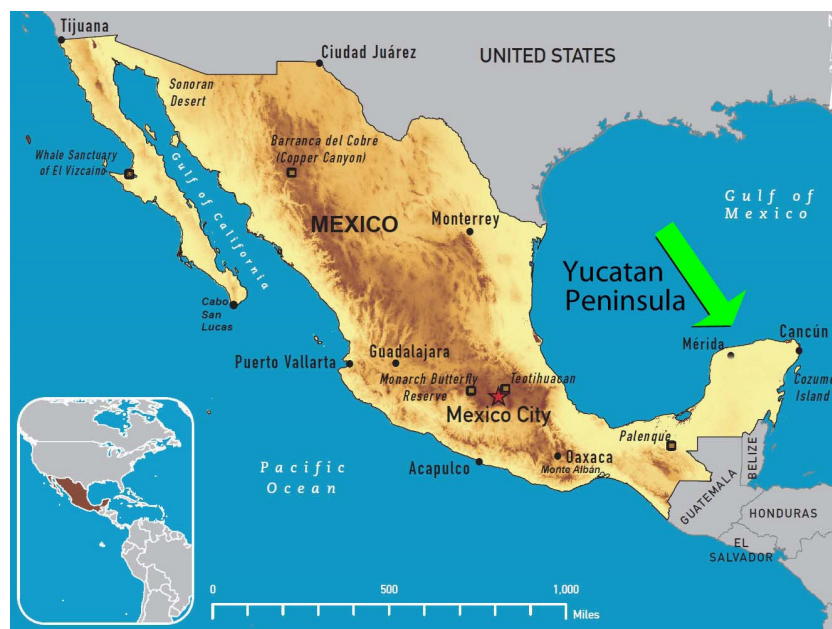 Tijuana
Ciudad Juárez
UNITED STATES
Sonoran
Desert
Barranca del Cobre
(Copper Canyon)
Whale Sanctuary
of El Vizcaino
Gulf of California
MEXICO
Monterrey
Gulf of
Mexico
Yucatan
Peninsula
Cabo
San
Lucas
Puerto Vallarta
Guadalajara
Mérida
Cancún
Monarch Butterfly
Reserve
Teotihuacan
Cozume
Island
Mexico City
Palenque
Pacific
Ocean
Acapulco
Oaxaca
Monte Albán
GUATEMALA
BELIZE
HONDURAS
EL
SALVADOR
0
500
1,000
Miles